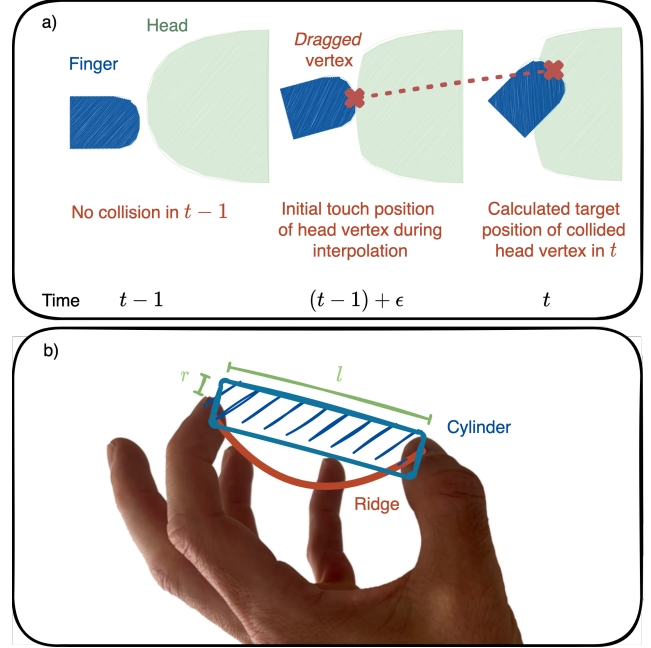 a)
Head
Finger
Dragged
vertex
No collision in t − 1
Initial touch position
of head vertex during
interpolation
Calculated target
position of collided
head vertex in t
Time t − 1 (t − 1) + ϵ t
b)
r
l
Cylinder
Ridge